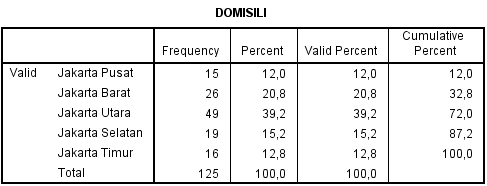 DOMISILI
Frequency Percent Valid Percent Cumulative Percent
Valid Jakarta Pusat 15 12,0 12,0 12,0
Jakarta Barat 26 20,8 20,8 32,8
Jakarta Utara 49 39,2 39,2 72,0
Jakarta Selatan 19 15,2 15,2 87,2
Jakarta Timur 16 12,8 12,8 100,0
Total 125 100,0 100,0